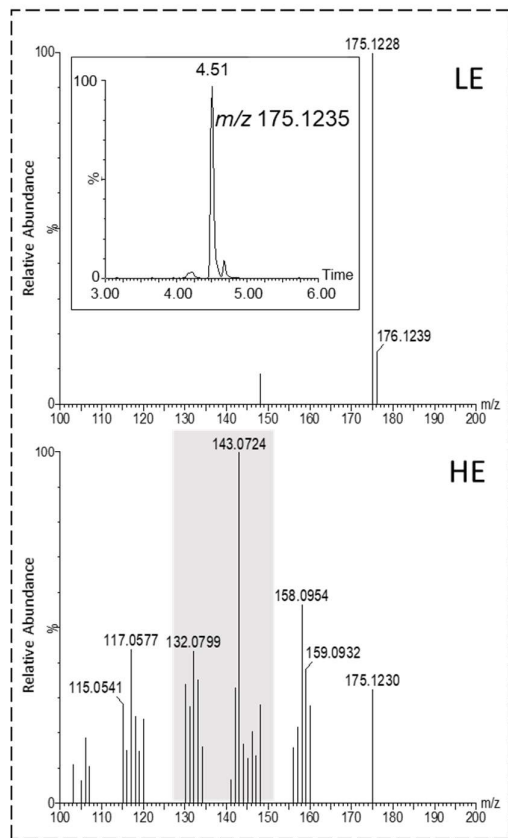 175.1228
LE
4.51
m/z 175.1235
100
%
0
3.00 4.00 5.00 6.00
Time
100
Relative Abundance
%
0
176.1239
100 110 120 130 140 150 160 170 180 190 200
m/z
143.0724
HE
100
Relative Abundance
%
0
158.0954
159.0932
117.0577
132.0799
115.0541
175.1230
100 110 120 130 140 150 160 170 180 190 200
m/z